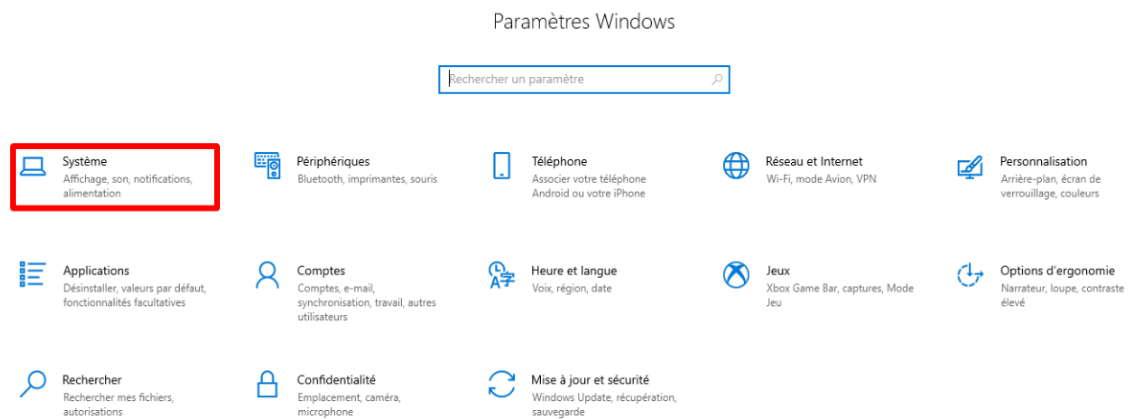 Paramètres Windows
Rechercher un paramètre
Système
Affichage, son, notifications,
alimentation
Périphériques
Bluetooth, imprimantes, souris
Téléphone
Associer votre téléphone
Android ou votre iPhone
Réseau et Internet
Wi-Fi, mode Avion, VPN
Personnalisation
Arrière-plan, écran de
verrouillage, couleurs
Applications
Désinstaller, valeurs par défaut,
fonctionnalités facultatives
Comptes
Comptes, e-mail,
synchronisation, travail, autres
utilisateurs
Heure et langue
Voix, région, date
Jeux
Xbox Game Bar, captures, Mode
Jeu
Options d'ergonomie
Narrateur, loupe, contraste
élevé
Rechercher
Rechercher mes fichiers,
autorisations
Confidentialité
Emplacement, caméra,
microphone
Mise à jour et sécurité
Windows Update, récupération,
sauvegarde